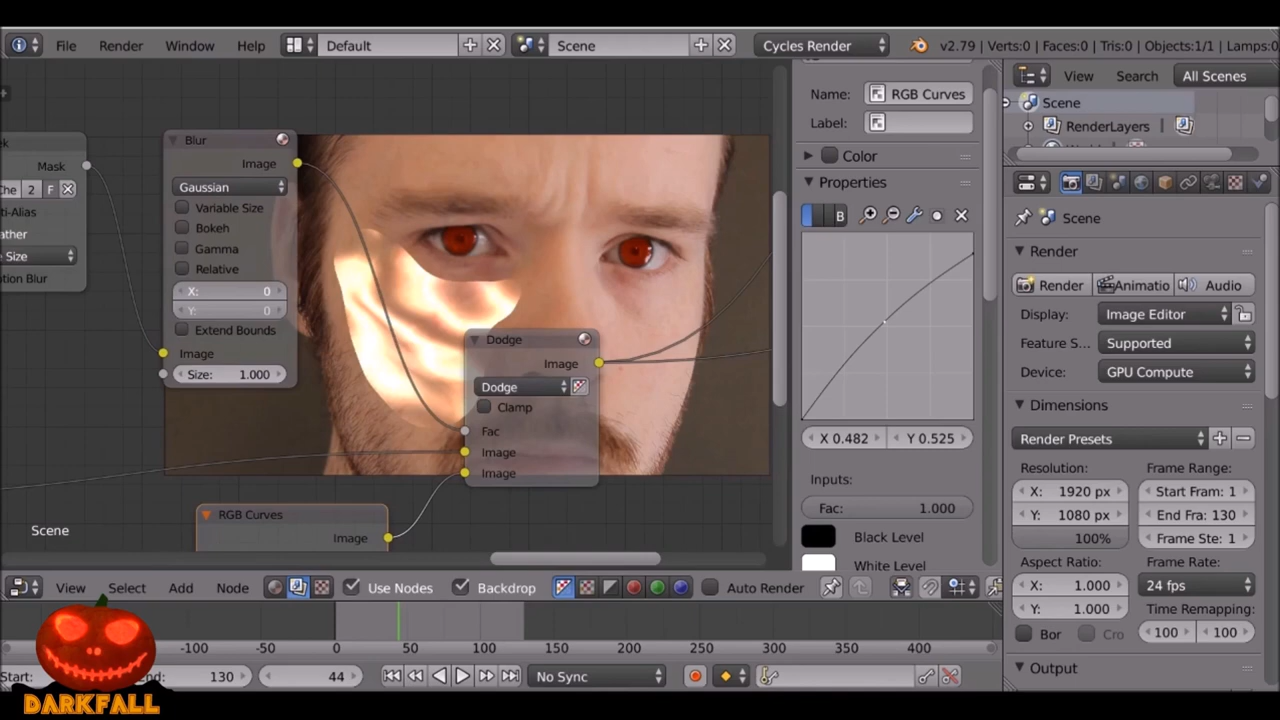 File Render Window Help Default Scene Cycles Render v2.79 | Verts:0 | Faces:0 | Tris:0 | Objects:1/1 | Lamps:0
View Search All Scenes
Name: RGB Curves
Scene
Label:
RenderLayers
Blur
Mask
Image
Color
2 F
Gaussian
Properties
Variable Size
B
Bokeh
Scene
Gamma
Size
Relative
Render
X: 0
Render Audio
Y: 0
Display: Image Editor
Extend Bounds
Dodge
Supported
Image
Image
Device: GPU Compute
Size: 1.000
Dodge
Clamp
Dimensions
Fac
X 0.482 Y 0.525
Render Presets
Image
Image
Resolution: Frame Range:
Inputs:
X: 1920 px Start Fram: 1
Fac: 1.000
Y: 1080 px End Fra: 130
RGB Curves
Scene
Image
Black Level
100% Frame Ste: 1
White Level
Aspect Ratio: Frame Rate:
View Select Add Node Use Nodes Backdrop Auto Render
X: 1.000 24 fps
Y: 1.000 Time Remapping:
Bor Cro 100 100
-100 -50 0 50 100 150 200 250 300 350 400
Output
Start: End: 130 44 No Sync
DARKFALL